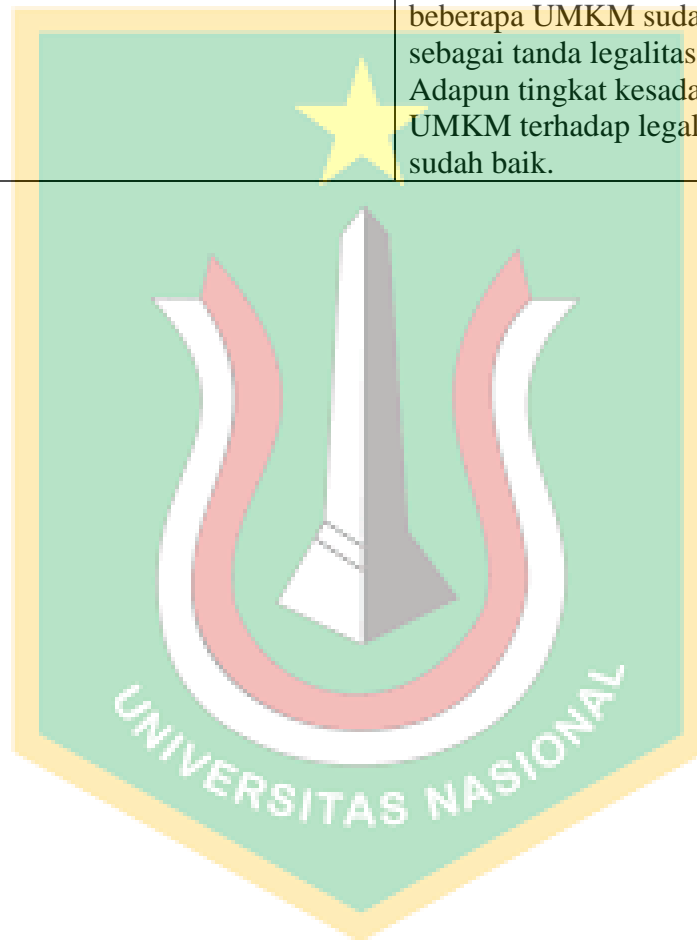 beberapa UMKM suda
sebagai tanda legalitas
Adapun tingkat kesada
UMKM terhadap legal
sudah baik.
UNIVERSITAS NASIONAL